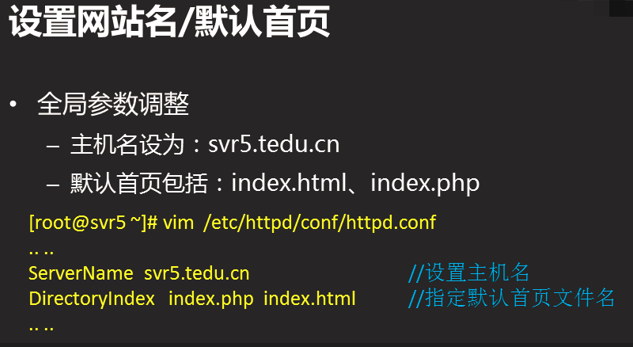 设置网站名/默认首页
• 全局参数调整
– 主机名设为：svr5.tedu.cn
– 默认首页包括：index.html、index.php
[root@svr5 ~]# vim /etc/httpd/conf/httpd.conf
.. ..
ServerName svr5.tedu.cn //设置主机名
DirectoryIndex index.php index.html //指定默认首页文件名
.. ..